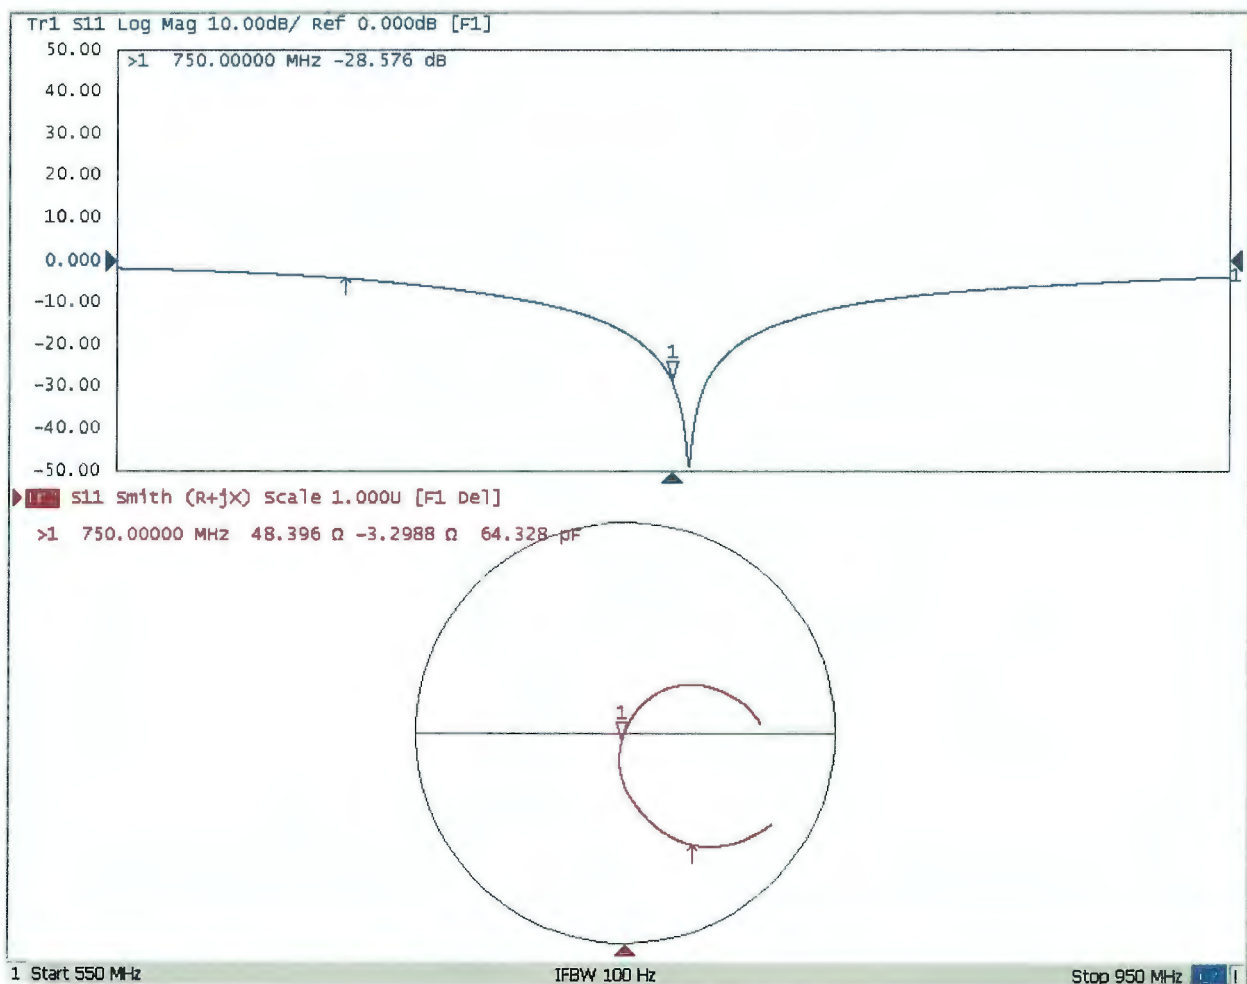 Tr1 S11 Log Mag 10.00dB/ Ref 0.000dB [F1]
50.00
>1 750.00000 MHz -28.576 dB
40.00
30.00
20.00
10.00
0.000
1
-10.00
-20.00
1
-30.00
-40.00
-50.00
S11 Smith (R+jX) Scale 1.000U [F1 Del]
>1 750.00000 MHz 48.396 Ω -3.2988 Ω 64.328 pF
1
1 Start 550 MHz IFBW 100 Hz Stop 950 MHz